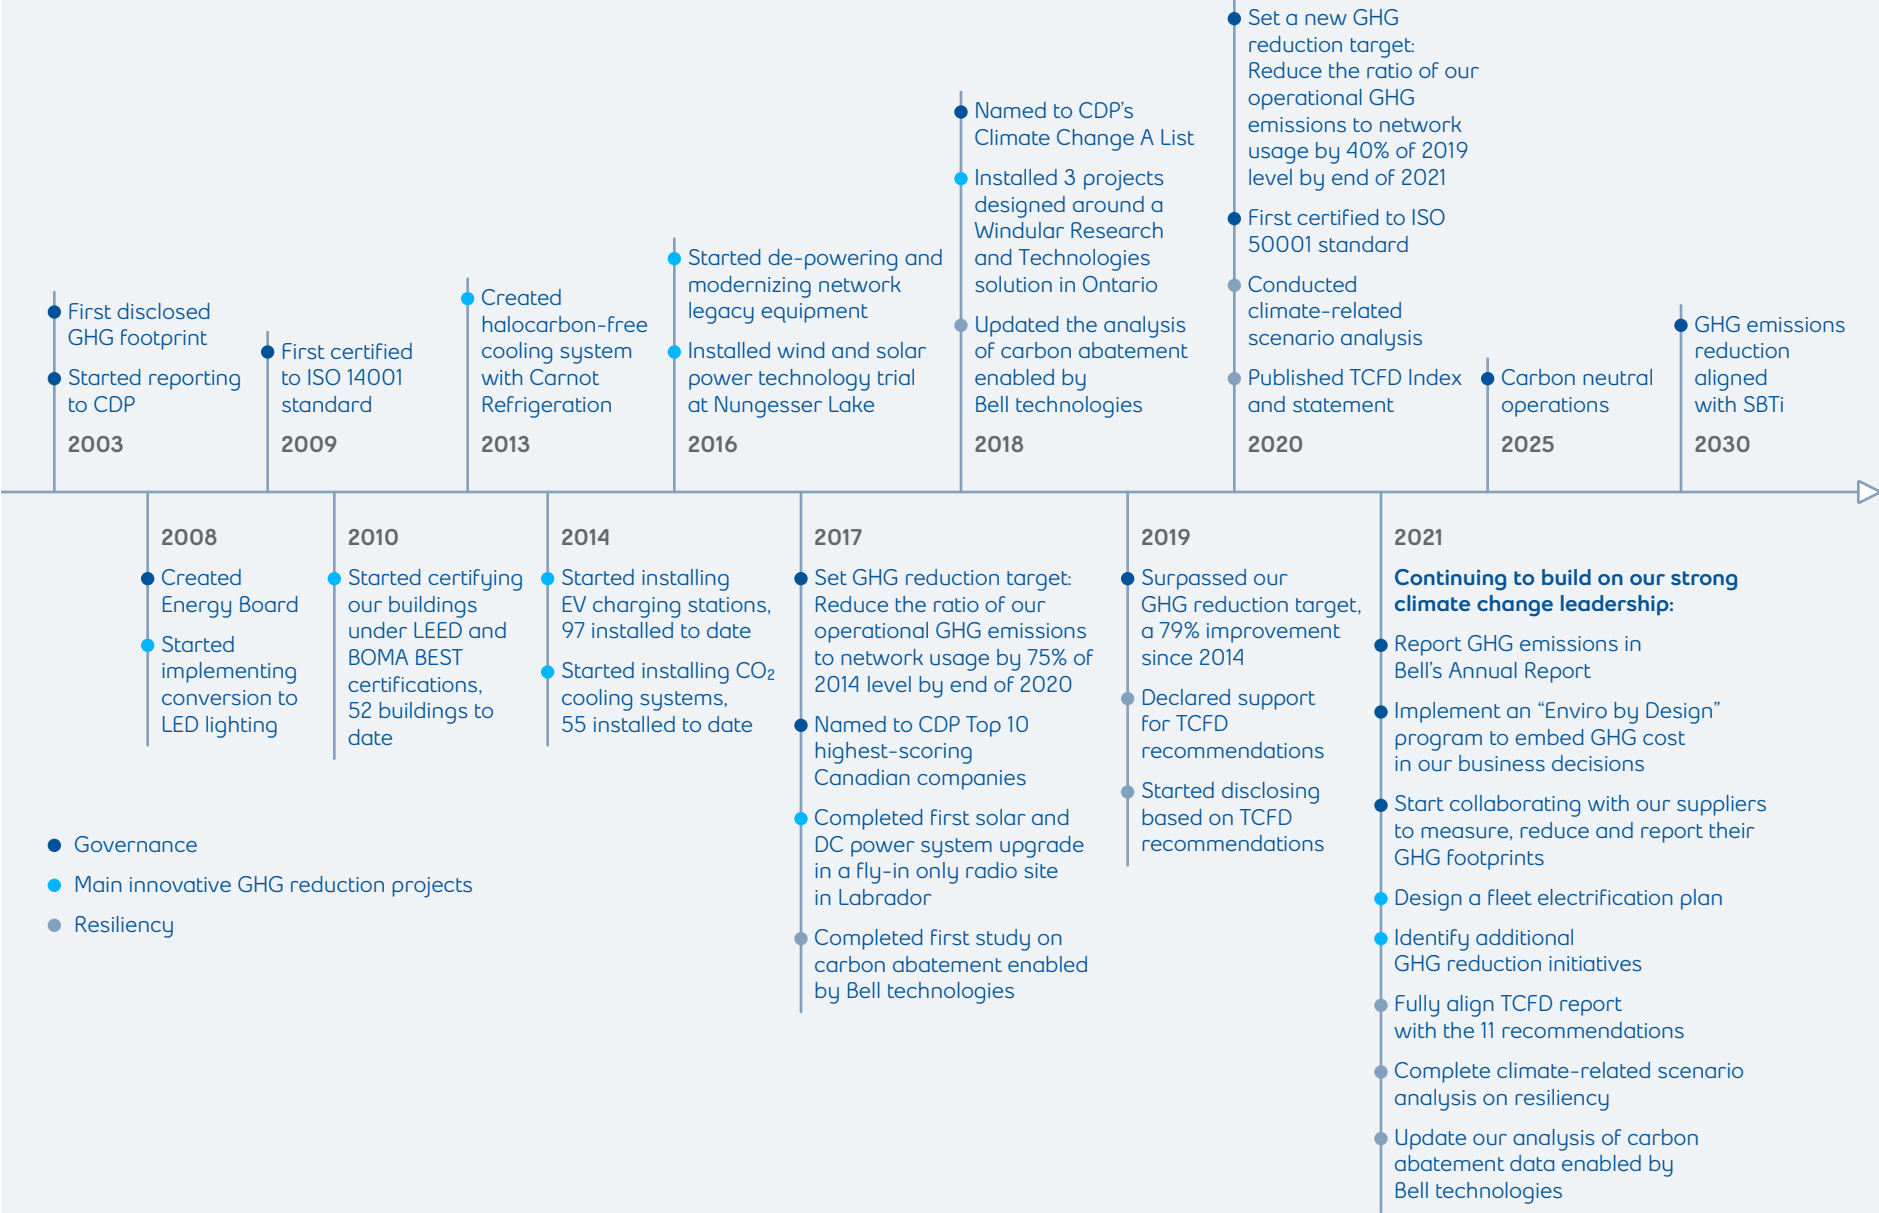 First disclosed
GHG footprint
Started reporting
to CDP
2003
2008
Created
Energy Board
Started
implementing
conversion to
LED lighting
First certified
to ISO 14001
standard
2009
2010
Started certifying
our buildings
under LEED and
BOMA BEST
certifications,
52 buildings to
date
Created
halocarbon-free
cooling system
with Carnot
Refrigeration
2013
2014
Started installing
EV charging stations,
97 installed to date
Started installing CO₂
cooling systems,
55 installed to date
Started de-powering and
modernizing network
legacy equipment
Installed wind and solar
power technology trial
at Nungesser Lake
2016
2017
Set GHG reduction target:
Reduce the ratio of our
operational GHG emissions
to network usage by 75% of
2014 level by end of 2020
Named to CDP Top 10
highest-scoring
Canadian companies
Completed first solar and
DC power system upgrade
in a fly-in only radio site
in Labrador
Completed first study on
carbon abatement enabled
by Bell technologies
Named to CDP's
Climate Change A List
Installed 3 projects
designed around a
Windular Research
and Technologies
solution in Ontario
Updated the analysis
of carbon abatement
enabled by
Bell technologies
2018
2019
Surpassed our
GHG reduction target,
a 79% improvement
since 2014
Declared support
for TCFD
recommendations
Started disclosing
based on TCFD
recommendations
Set a new GHG
reduction target:
Reduce the ratio of our
operational GHG
emissions to network
usage by 40% of 2019
level by end of 2021
First certified to ISO
50001 standard
Conducted
climate-related
scenario analysis
Published TCFD Index
and statement
2020
2021
Continuing to build on our strong
climate change leadership:
Report GHG emissions in
Bell's Annual Report
Implement an “Enviro by Design”
program to embed GHG cost
in our business decisions
Start collaborating with our suppliers
to measure, reduce and report their
GHG footprints
Design a fleet electrification plan
Identify additional
GHG reduction initiatives
Fully align TCFD report
with the 11 recommendations
Complete climate-related scenario
analysis on resiliency
Update our analysis of carbon
abatement data enabled by
Bell technologies
Carbon neutral
operations
2025
GHG emissions
reduction
aligned
with SBTi
2030
Governance
Main innovative GHG reduction projects
Resiliency